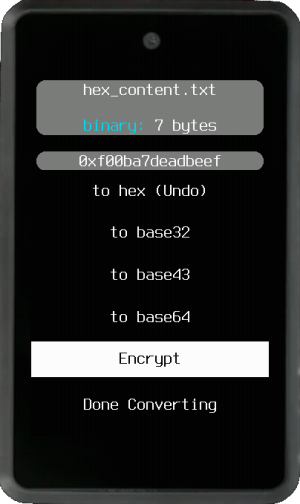 hex_content.txt
binary: 7 bytes
0xf00ba7deadbeef
to hex (Undo)
to base32
to base43
to base64
Encrypt
Done Converting